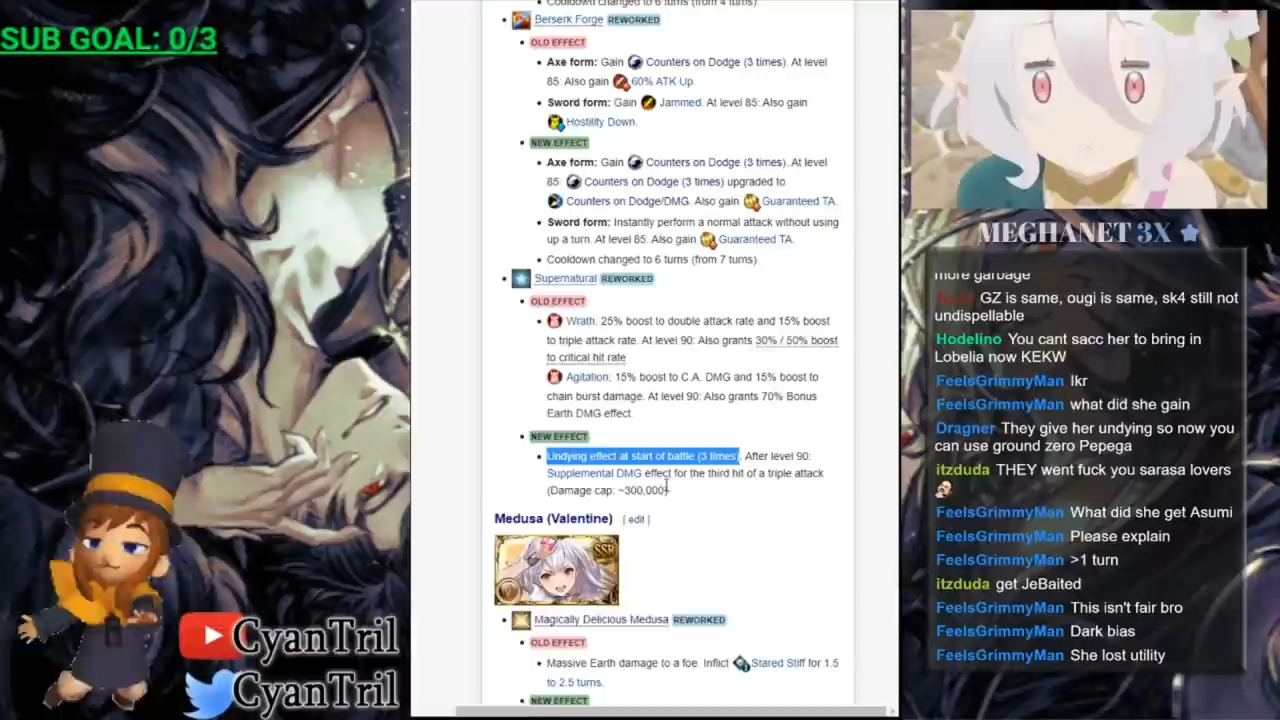 SUB GOAL: 0/3
Cooldown changed to 6 turns (from 4 turns).
Berserk Forge REWORKED
OLD EFFECT
Axe form: Gain Counters on Dodge (3 times). At level
85: Also gain 60% ATK Up.
Sword form: Gain Jammed. At level 85: Also gain
Hostility Down.
NEW EFFECT
Axe form: Gain Counters on Dodge (3 times). At level
85: Counters on Dodge (3 times) upgraded to
Counters on Dodge/DMG. Also gain Guaranteed TA.
Sword form: Instantly perform a normal attack without using
up a turn. At level 85: Also gain Guaranteed TA.
Cooldown changed to 6 turns (from 7 turns).
Supernatural REWORKED
OLD EFFECT
Wrath: 25% boost to double attack rate and 15% boost
to triple attack rate. At level 90: Also grants 30% / 50% boost
to critical hit rate
Agitation: 15% boost to C.A. DMG and 15% boost to
chain burst damage. At level 90: Also grants 70% Bonus
Earth DMG effect.
NEW EFFECT
Undying effect at start of battle (3 times). After level 90:
Supplemental DMG effect for the third hit of a triple attack
(Damage cap: ~300,000)
Medusa (Valentine) [ edit ]
SSR
Magically Delicious Medusa REWORKED
OLD EFFECT
Massive Earth damage to a foe. Inflict Stared Stiff for 1.5
to 2.5 turns.
NEW EFFECT
MEGHANET 3X
more garbage
GZ is same, ougi is same, sk4 still not
undispellable
Hodelino You cant sacc her to bring in
Lobelia now KEKW
FeelsGrimmyMan Ikr
FeelsGrimmyMan what did she gain
Dragner They give her undying so now you
can use ground zero Pepega
itzduda THEY went fuck you sarasa lovers
FeelsGrimmyMan What did she get Asumi
FeelsGrimmyMan Please explain
FeelsGrimmyMan >1 turn
itzduda get JeBaited
FeelsGrimmyMan This isn't fair bro
FeelsGrimmyMan Dark bias
FeelsGrimmyMan She lost utility
CyanTril
CyanTril